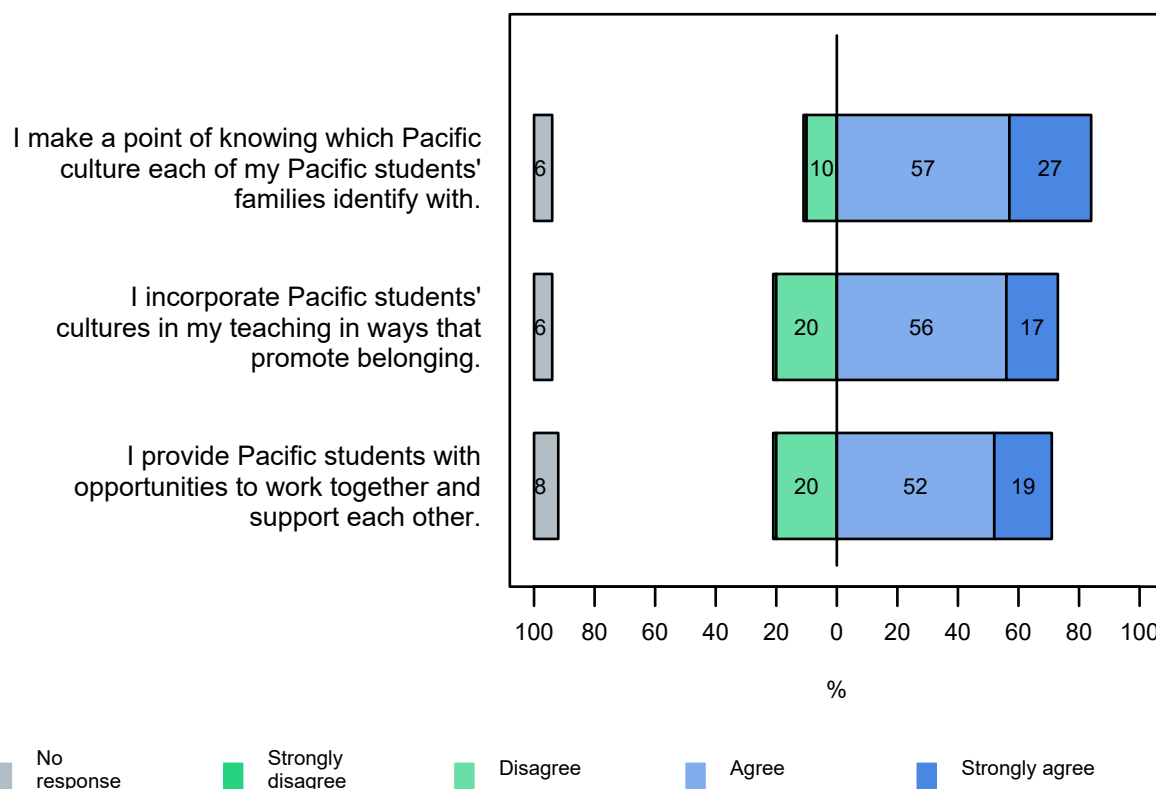 I make a point of knowing which Pacific
culture each of my Pacific students'
families identify with.
6
10
57
27
I incorporate Pacific students'
cultures in my teaching in ways that
promote belonging.
6
20
56
17
I provide Pacific students with
opportunities to work together and
support each other.
8
20
52
19
100 80 60 40 20 0 20 40 60 80 100
%
No
response
Strongly
disagree
Disagree
Agree
Strongly agree